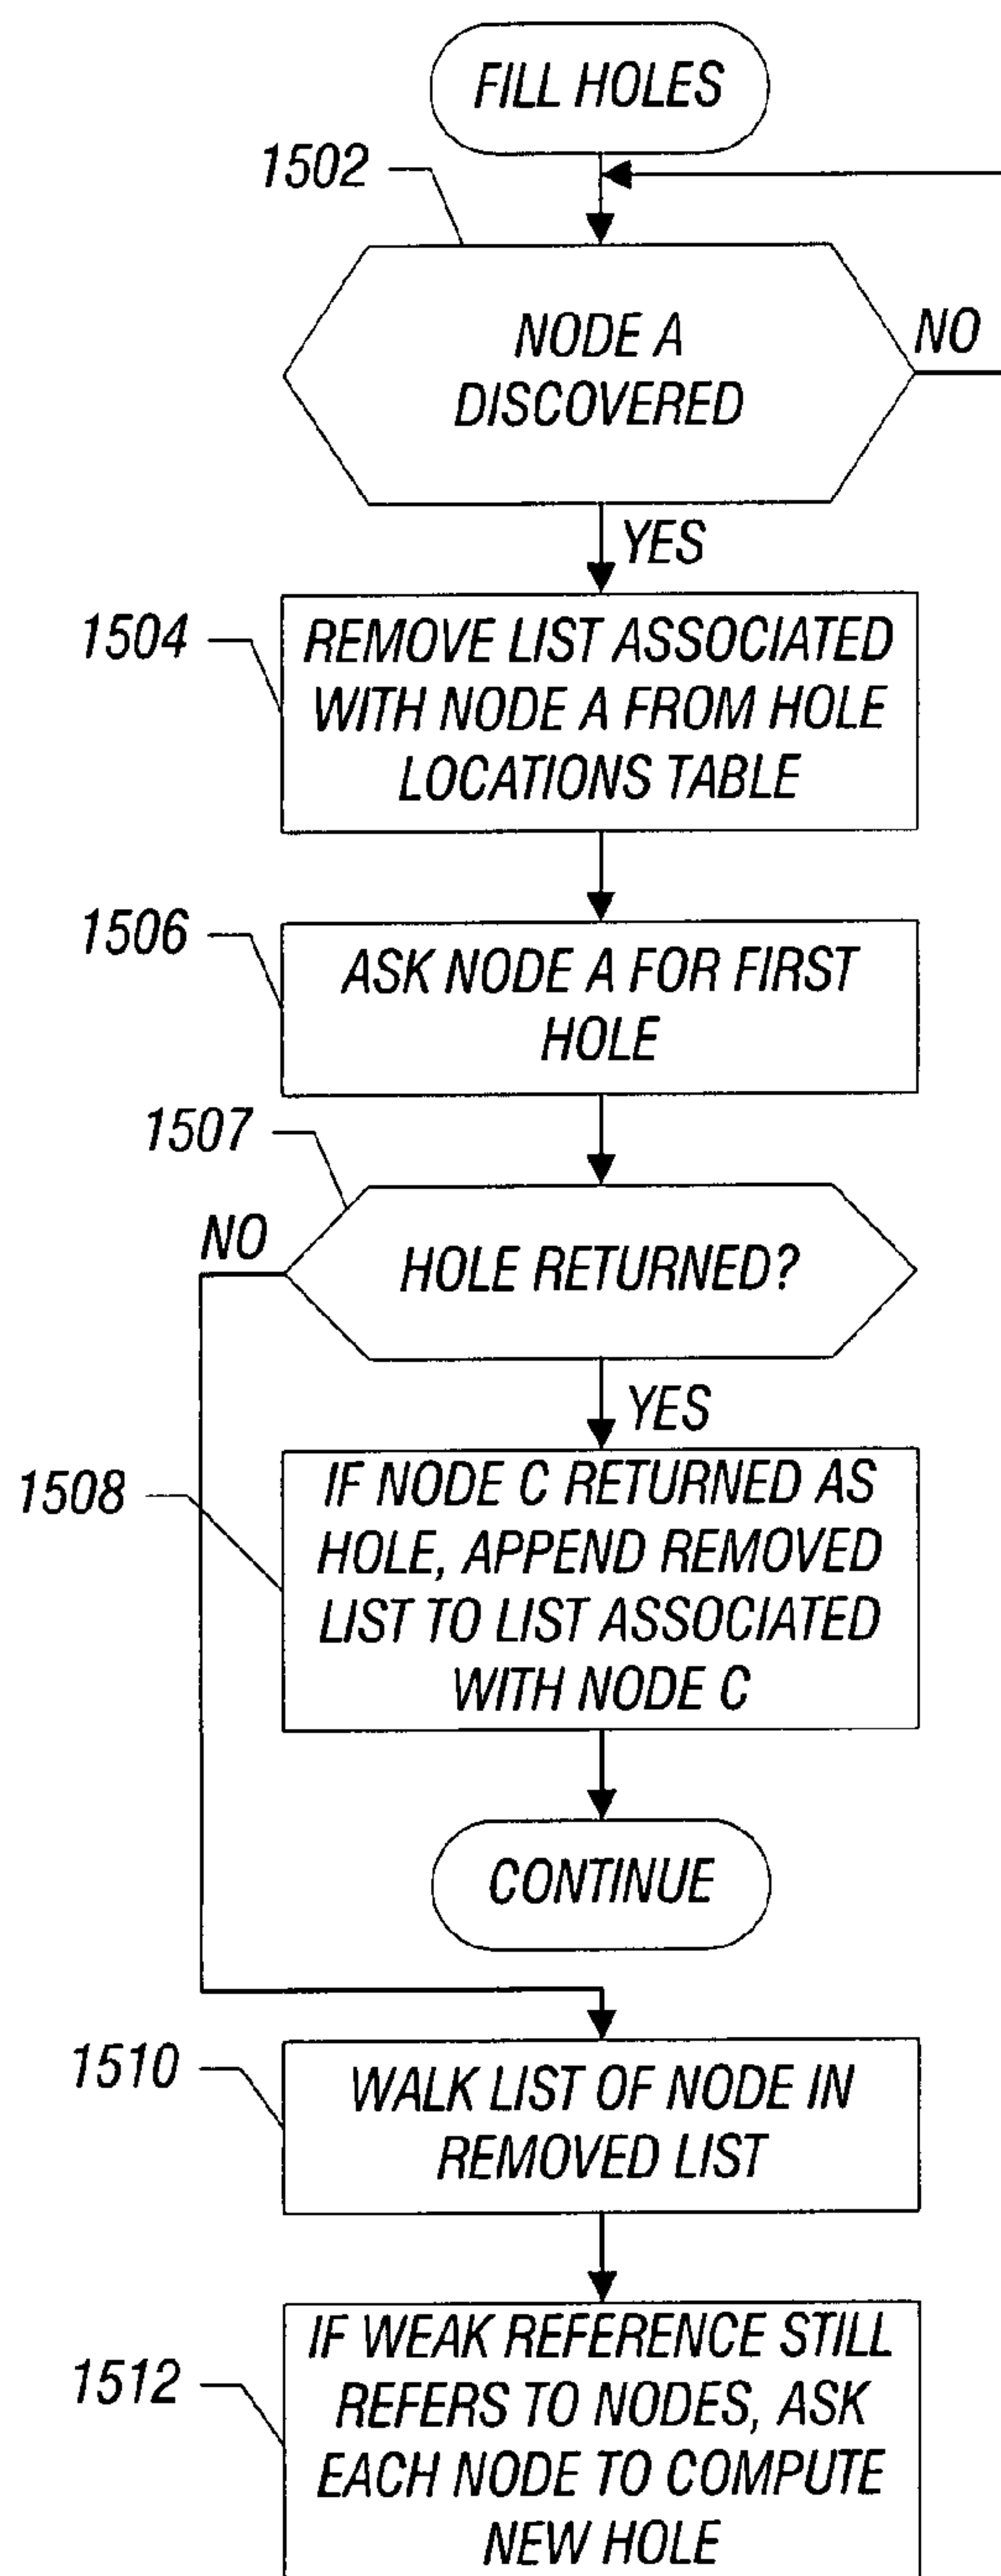 FILL HOLES
1502
NODE A
DISCOVERED
NO
YES
1504
REMOVE LIST ASSOCIATED
WITH NODE A FROM HOLE
LOCATIONS TABLE
1506
ASK NODE A FOR FIRST
HOLE
1507
NO
HOLE RETURNED?
YES
1508
IF NODE C RETURNED AS
HOLE, APPEND REMOVED
LIST TO LIST ASSOCIATED
WITH NODE C
CONTINUE
1510
WALK LIST OF NODE IN
REMOVED LIST
1512
IF WEAK REFERENCE STILL
REFERS TO NODES, ASK
EACH NODE TO COMPUTE
NEW HOLE